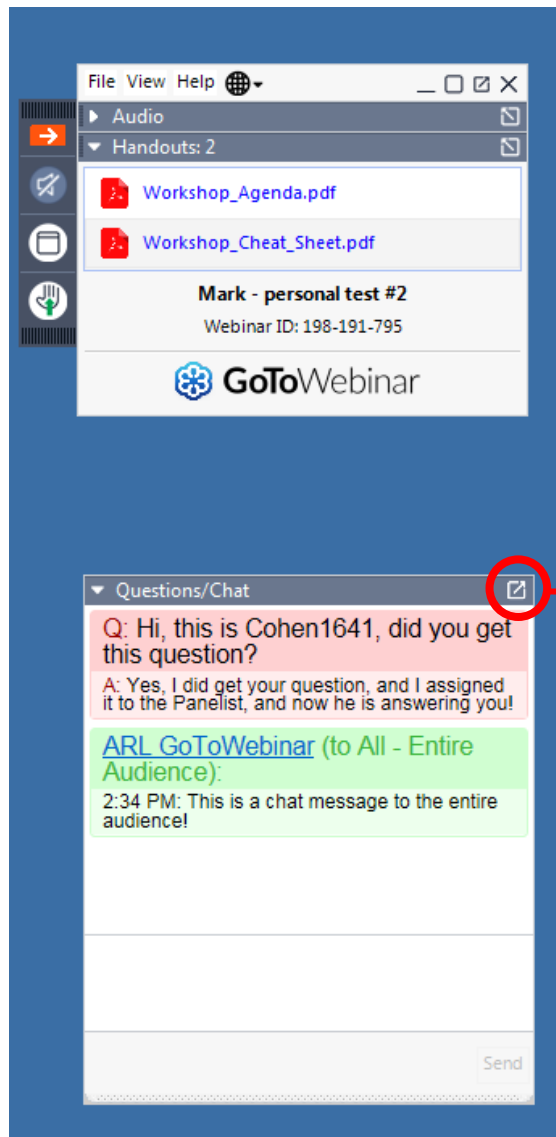 File View Help
Audio
Handouts: 2
Workshop_Agenda.pdf
Workshop_Cheat_Sheet.pdf
Mark - personal test #2
Webinar ID: 198-191-795
GoToWebinar
Questions/Chat
Q: Hi, this is Cohen1641, did you get
this question?
A: Yes, I did get your question, and I assigned
it to the Panelist, and now he is answering you!
ARL GoToWebinar (to All - Entire
Audience):
2:34 PM: This is a chat message to the entire
audience!
Send